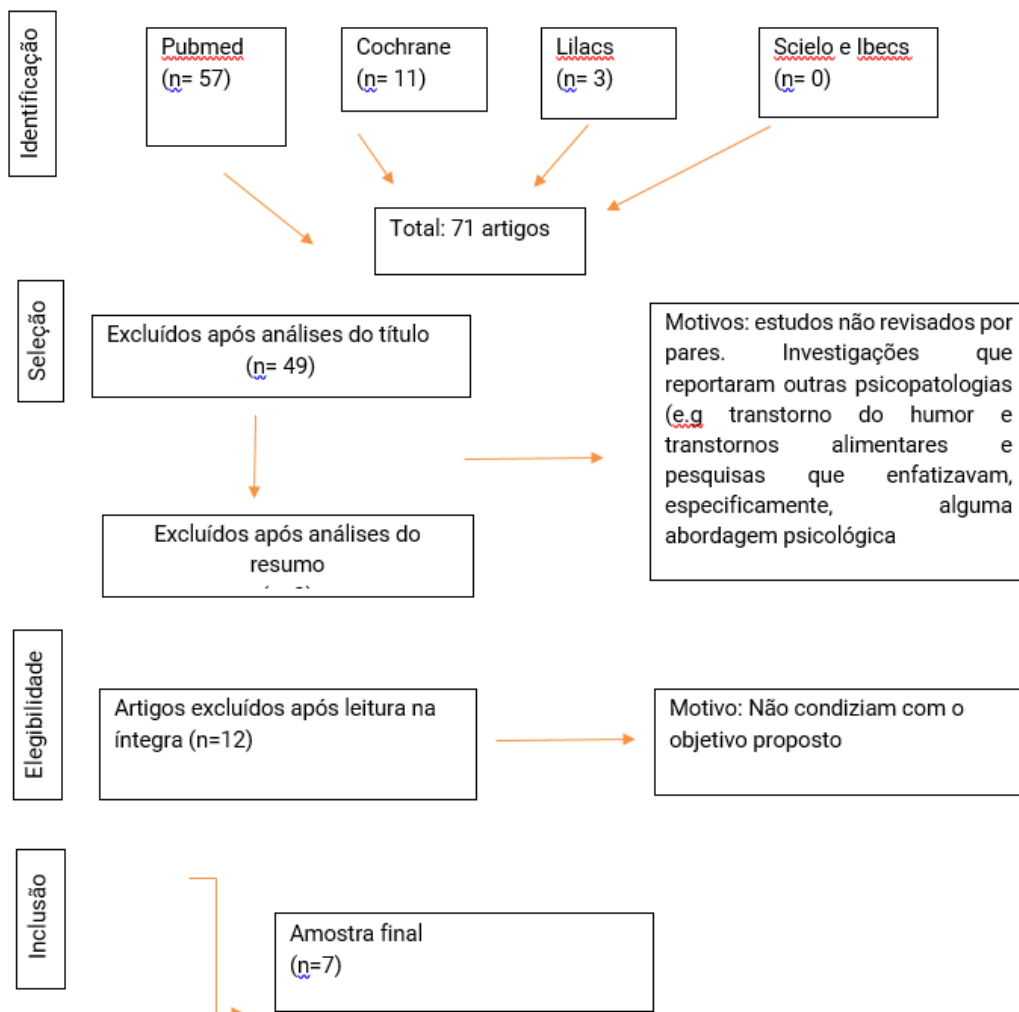 Identificação
Pubmed
(n= 57)
Cochrane
(n= 11)
Lilacs
(n= 3)
Scielo e Ibecs
(n= 0)
Total: 71 artigos
Seleção
Excluídos após análises do título
(n= 49)
Motivos: estudos não revisados por
pares. Investigações que
reportaram outras psicopatologias
(e.g transtorno do humor e
transtornos alimentares e
pesquisas que enfatizavam,
especificamente, alguma
abordagem psicológica
Excluídos após análises do
resumo
Elegibilidade
Artigos excluídos após leitura na
íntegra (n=12)
Motivo: Não condiziam com o
objetivo proposto
Inclusão
Amostra final
(n=7)